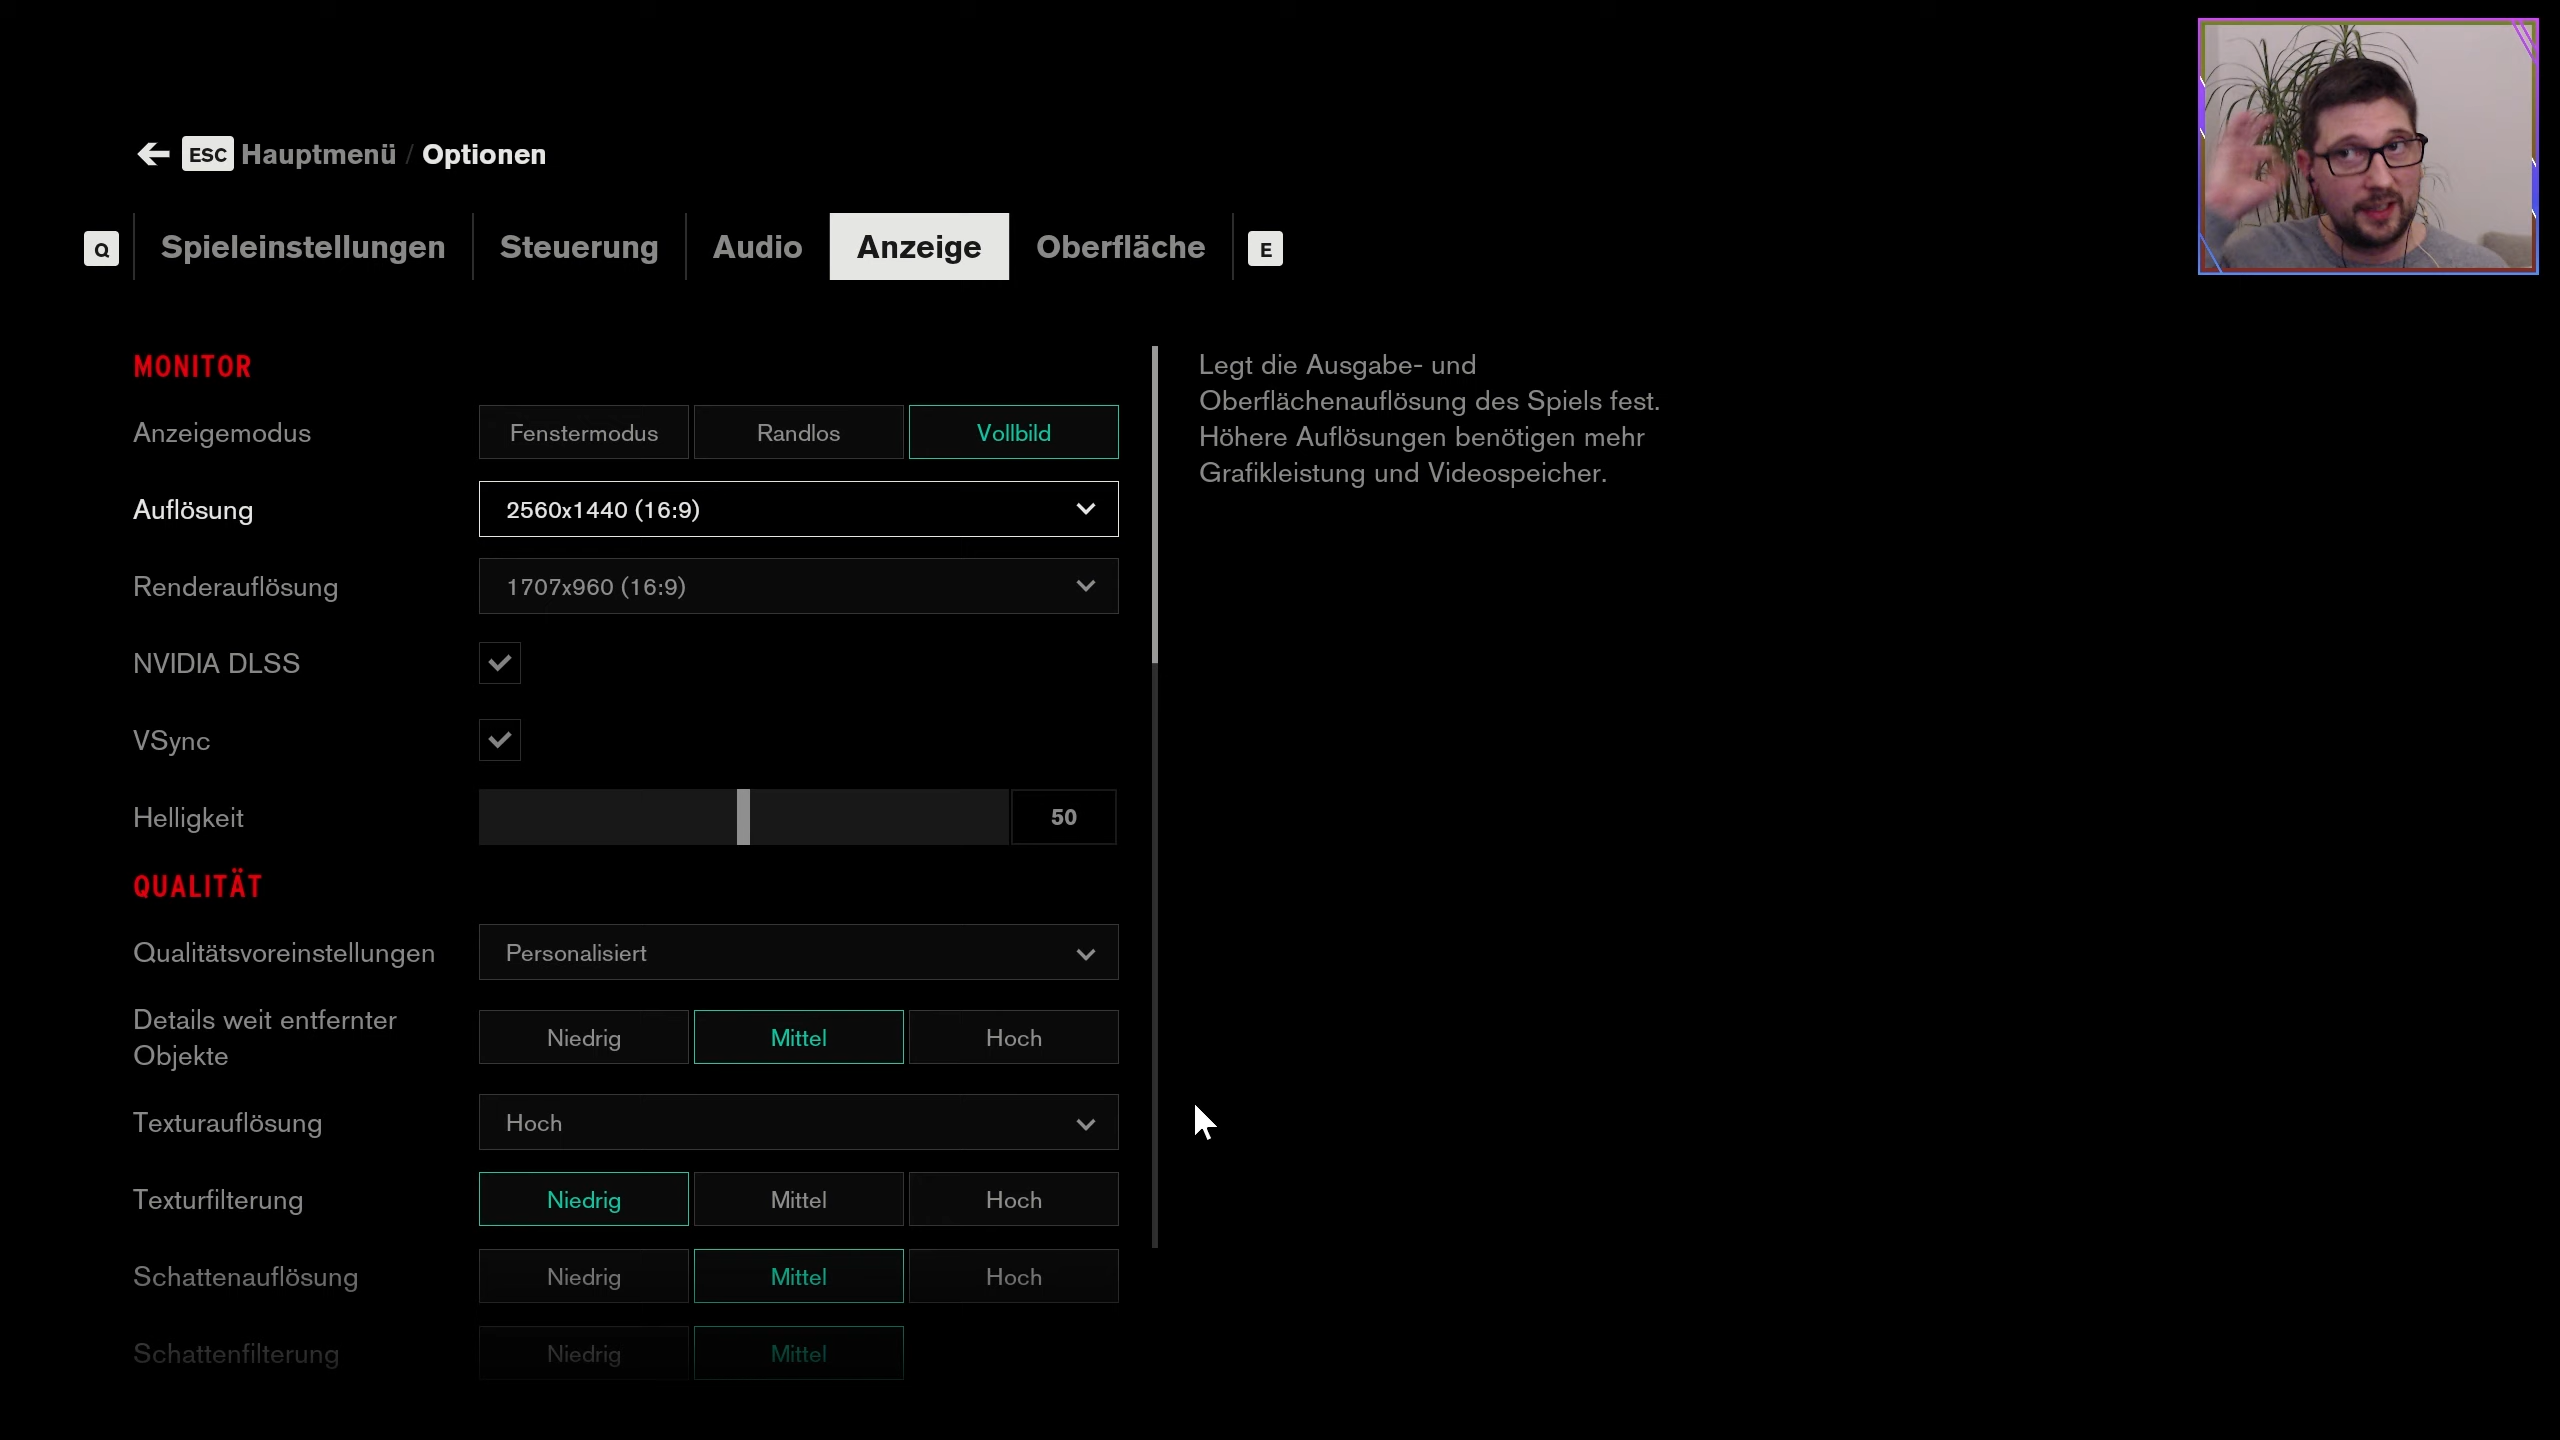 ESC Hauptmenü / Optionen
Q Spieleinstellungen Steuerung Audio Anzeige Oberfläche E
MONITOR
Anzeigemodus Fenstermodus Randlos Vollbild
Auflösung 2560x1440 (16:9)
Renderauflösung 1707x960 (16:9)
NVIDIA DLSS
VSync
Helligkeit 50
QUALITÄT
Qualitätsvoreinstellungen Personalisiert
Details weit entfernter
Objekte
Niedrig Mittel Hoch
Texturauflösung Hoch
Texturfilterung Niedrig Mittel Hoch
Schattenauflösung Niedrig Mittel Hoch
Schattenfilterung Niedrig Mittel
Legt die Ausgabe- und
Oberflächenauflösung des Spiels fest.
Höhere Auflösungen benötigen mehr
Grafikleistung und Videospeicher.